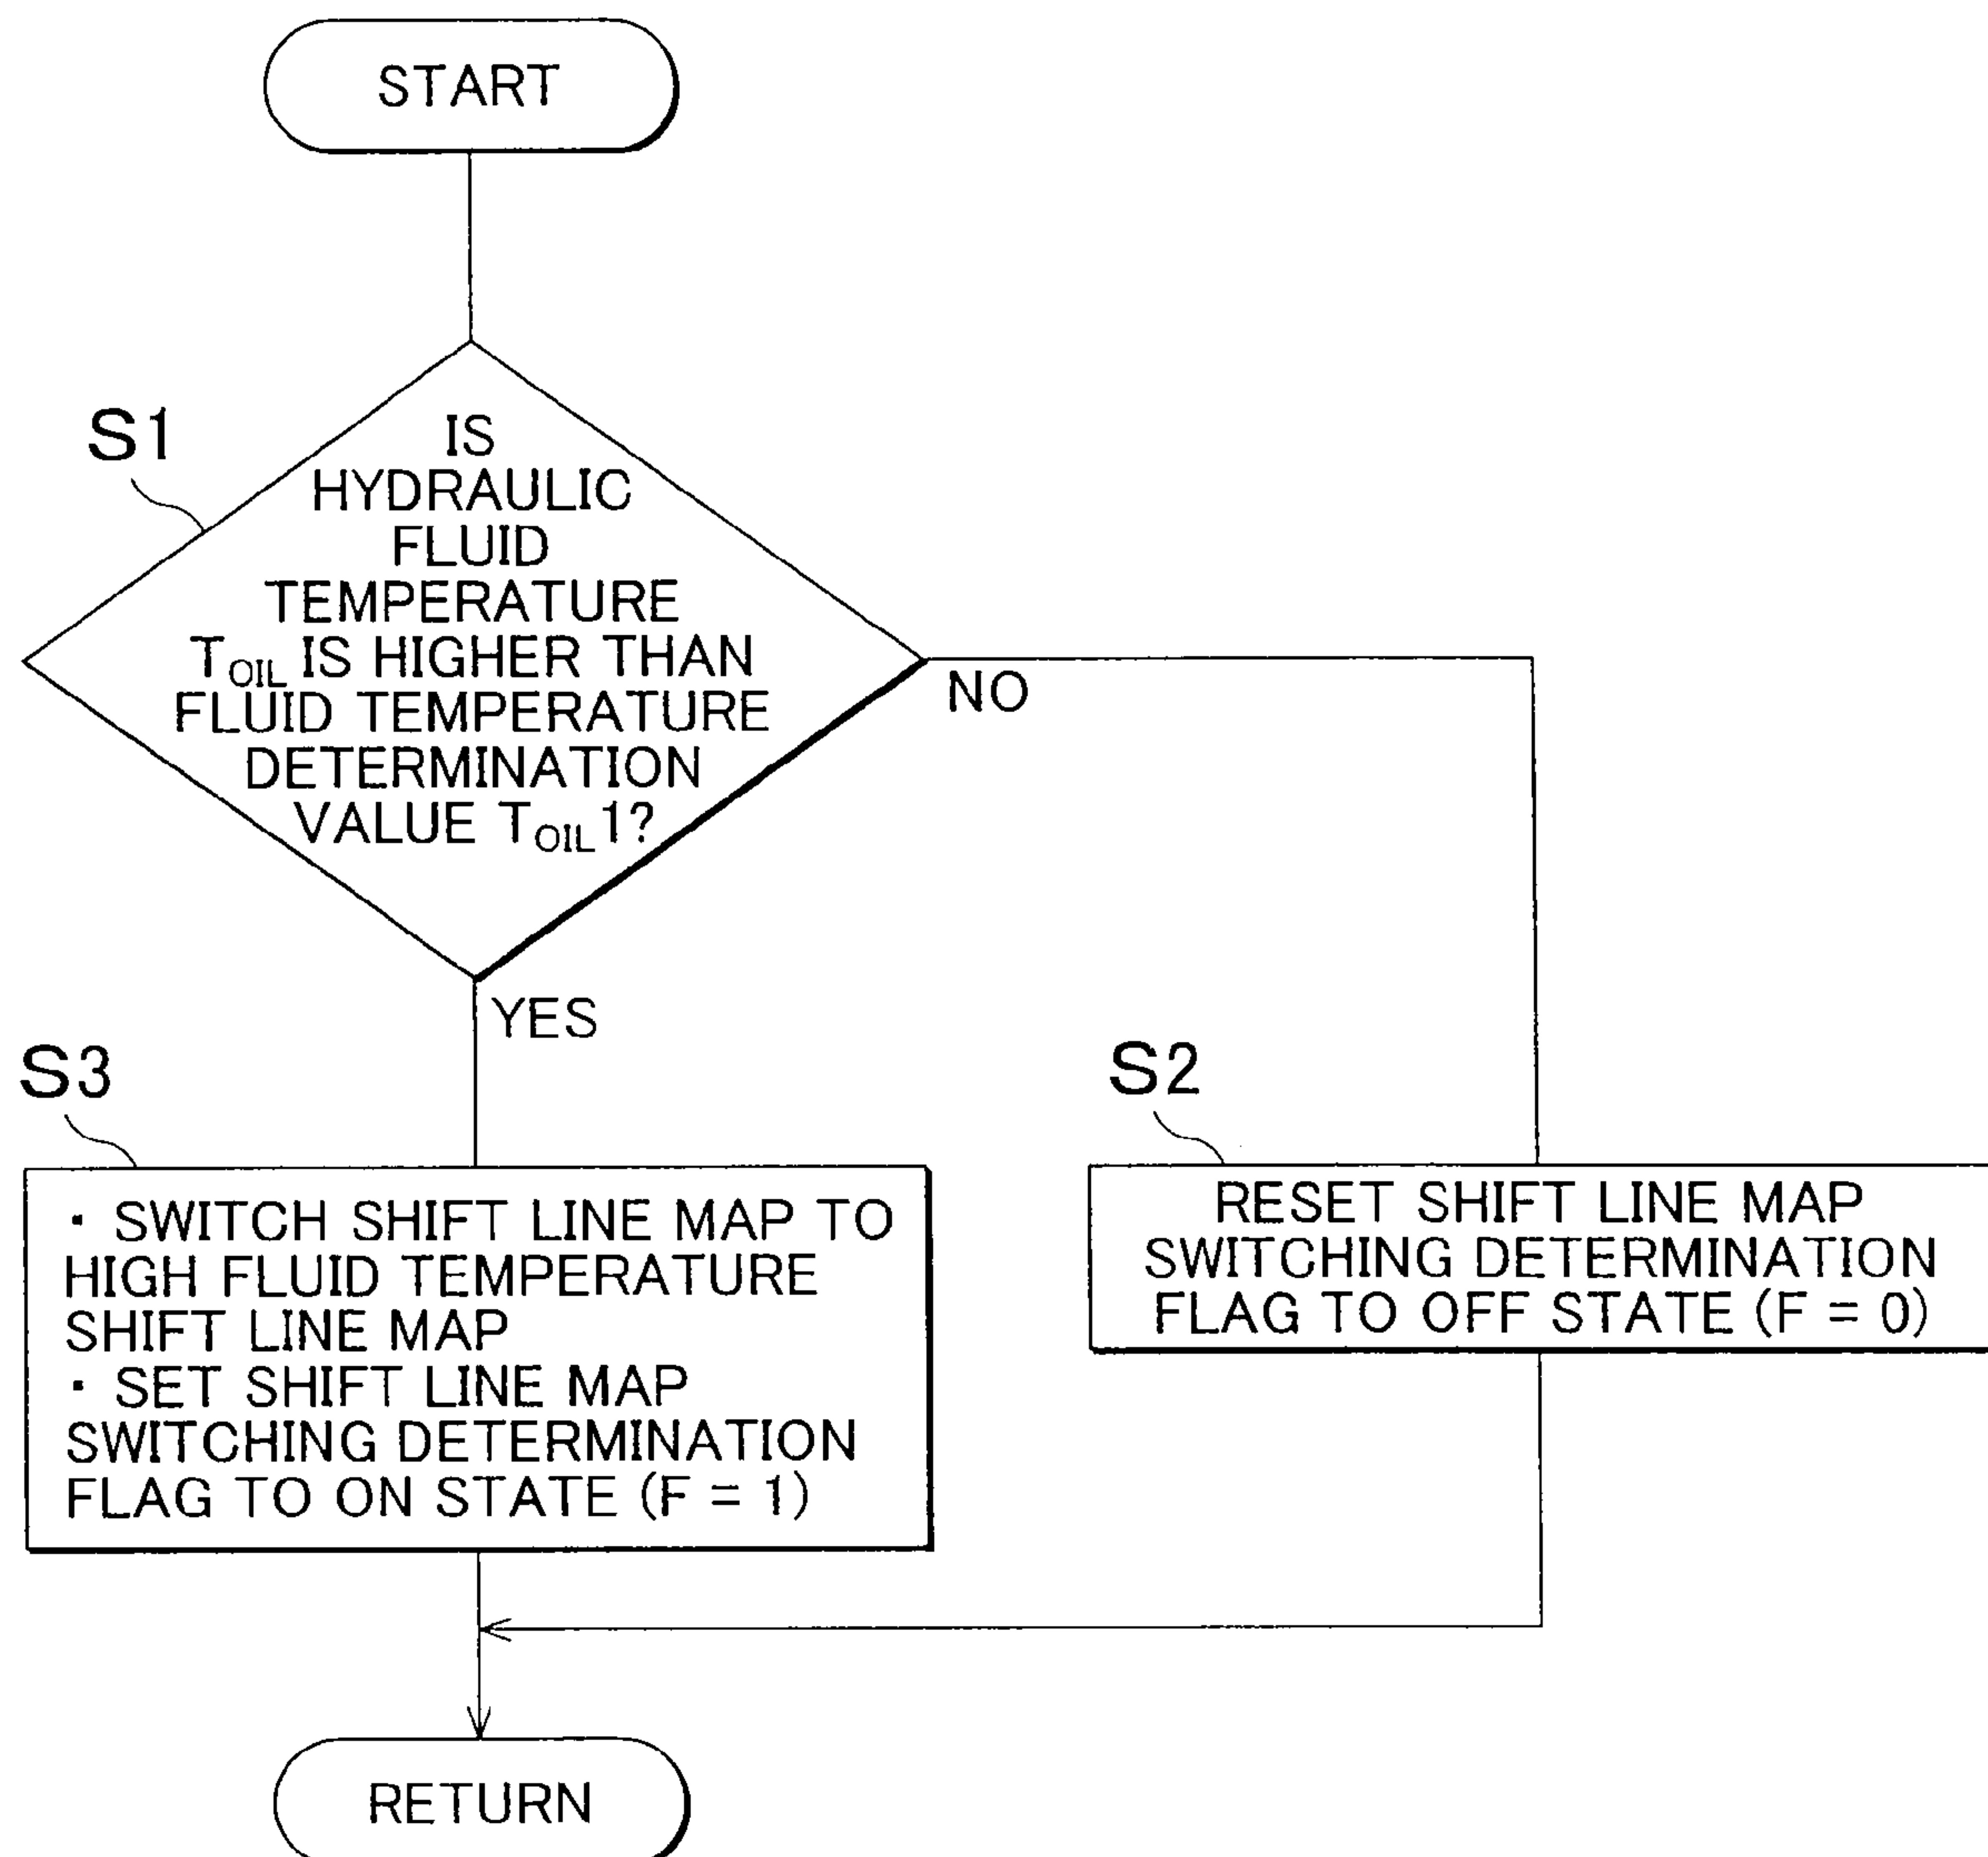 START
S1
IS
HYDRAULIC
FLUID
TEMPERATURE
TOIL IS HIGHER THAN
FLUID TEMPERATURE
DETERMINATION
VALUE TOIL1?
NO
YES
S3
・ SWITCH SHIFT LINE MAP TO
HIGH FLUID TEMPERATURE
SHIFT LINE MAP
・ SET SHIFT LINE MAP
SWITCHING DETERMINATION
FLAG TO ON STATE (F = 1)
S2
RESET SHIFT LINE MAP
SWITCHING DETERMINATION
FLAG TO OFF STATE (F = 0)
RETURN